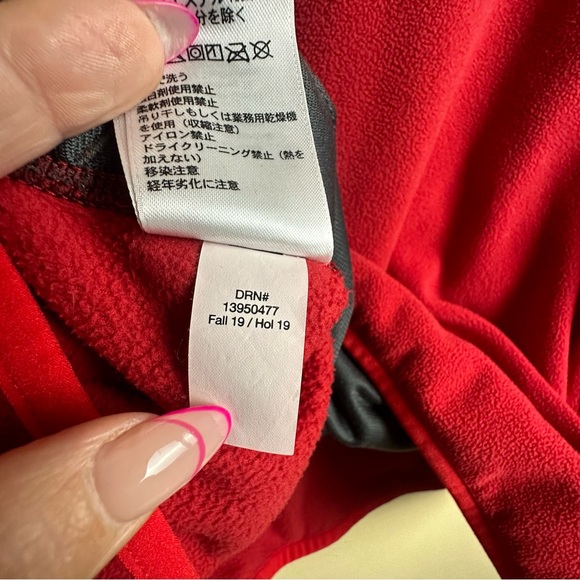 分を除く
で洗う
白剤使用禁止
柔軟剤使用禁止
吊り干しもしくは業務用乾燥機
を使用（収縮注意）
アイロン禁止
ドライクリーニング禁止（熱を
加えない）
移染注意
経年劣化に注意
DRN#
13950477
Fall 19 / Hol 19